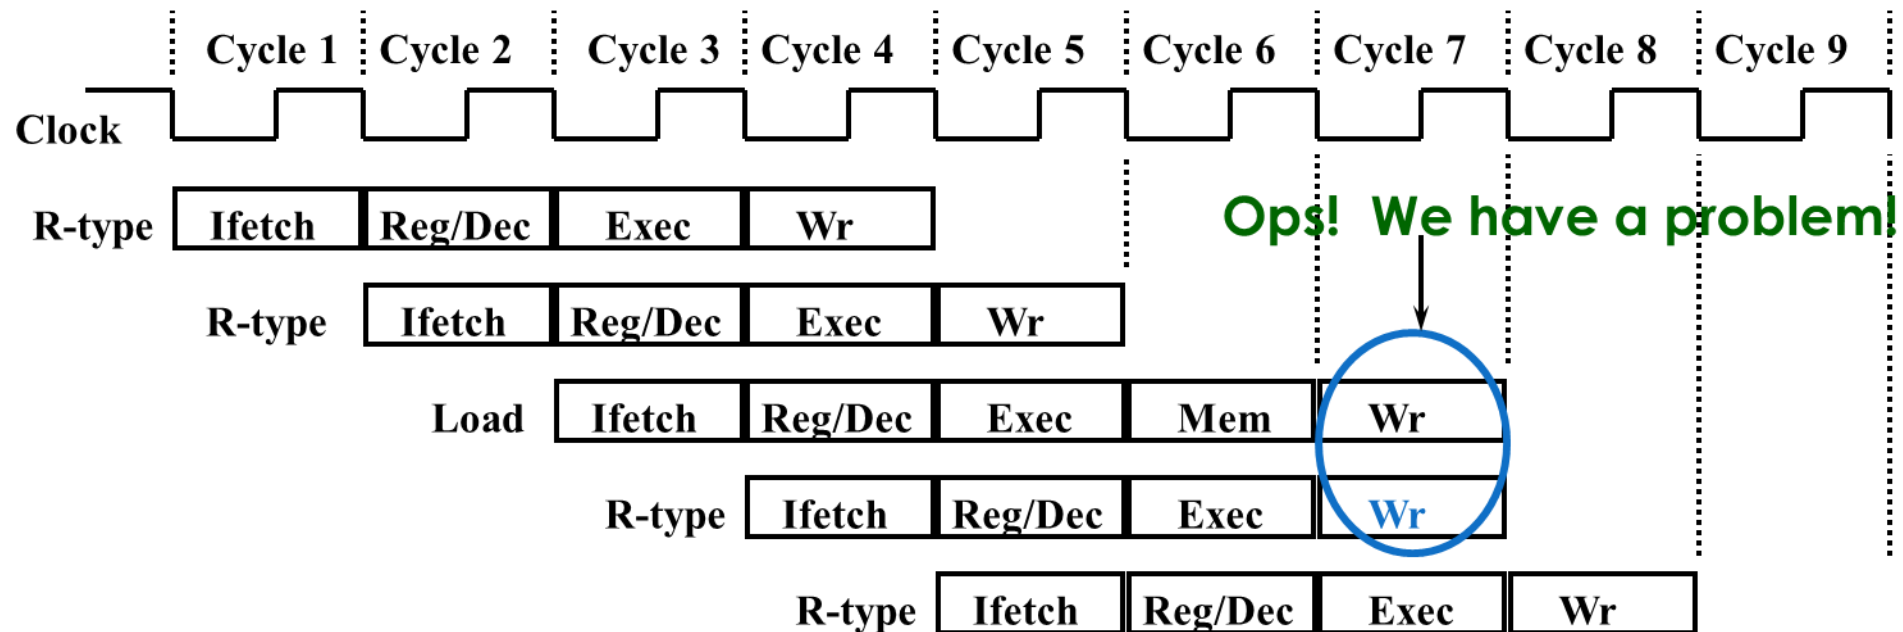 Cycle 1 Cycle 2 Cycle 3 Cycle 4 Cycle 5 Cycle 6 Cycle 7 Cycle 8 Cycle 9
Clock
R-type Ifetch Reg/Dec Exec Wr
Ops! We have a problem!
R-type Ifetch Reg/Dec Exec Wr
Load Ifetch Reg/Dec Exec Mem Wr
R-type Ifetch Reg/Dec Exec Wr
R-type Ifetch Reg/Dec Exec Wr